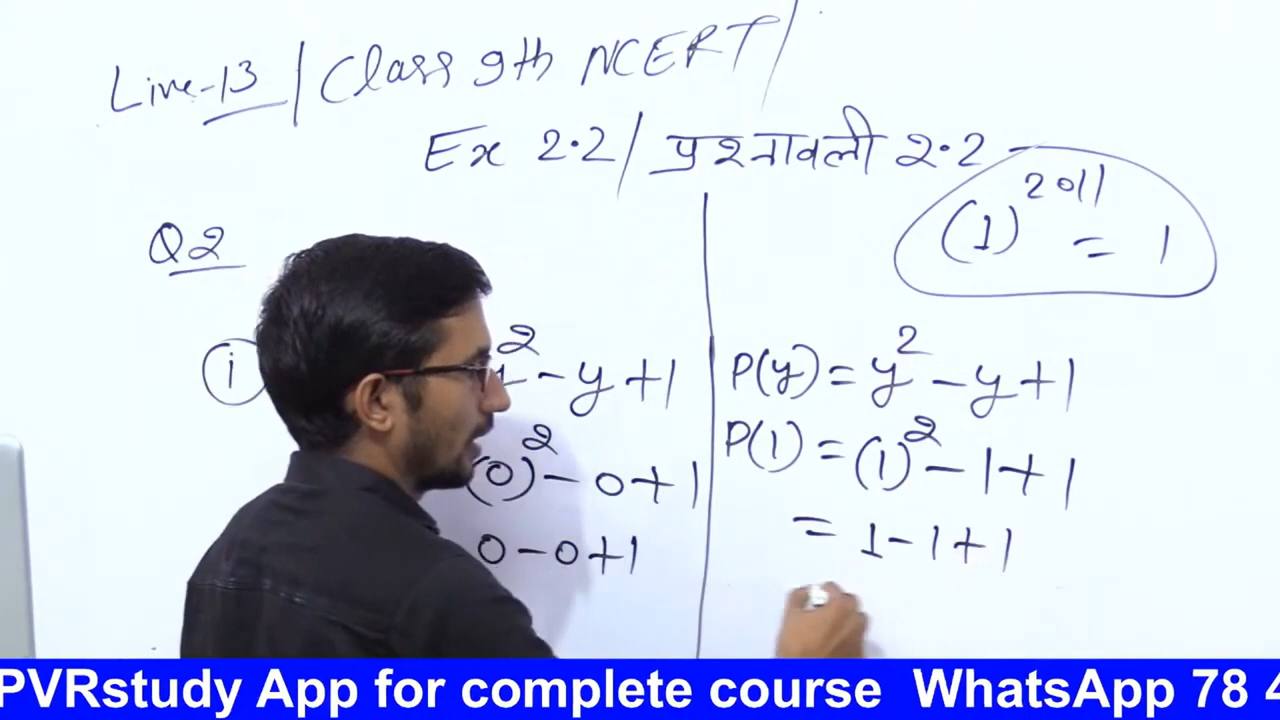 Live-13 / Class 9th NCERT /
Ex 2.2 / प्रश्नावली 2.2
(1)^2011 = 1
Q2
i
² - y + 1
(0)² - 0 + 1
0 - 0 + 1
P(y) = y² - y + 1
P(1) = (1)² - 1 + 1
= 1 - 1 + 1
PVRstudy App for complete course WhatsApp 78 4